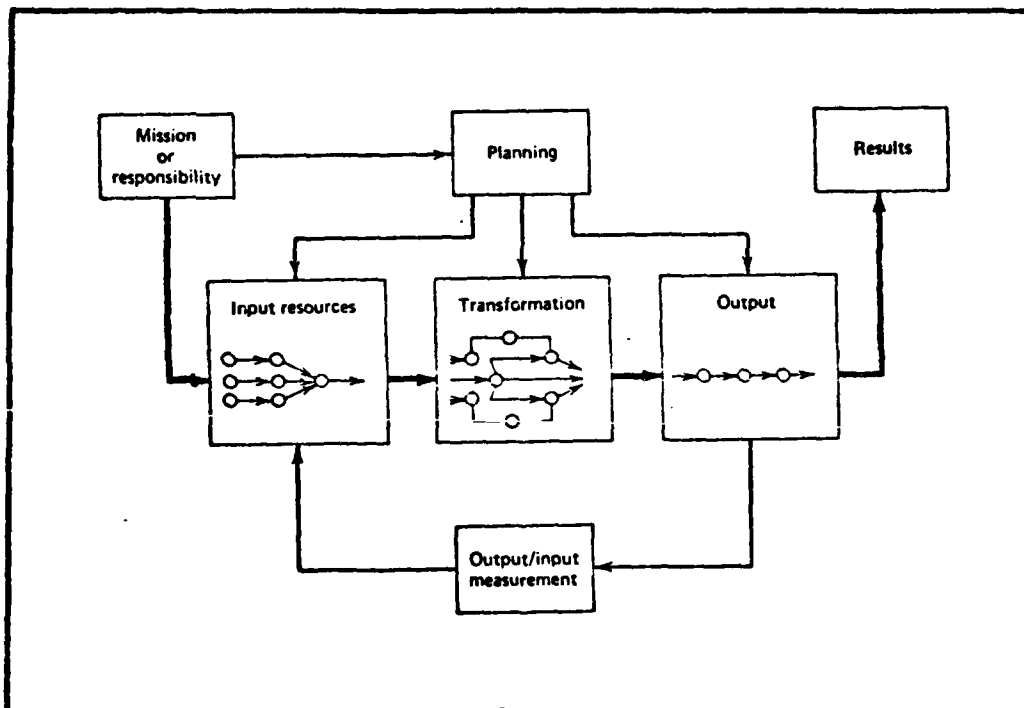 Mission
or
responsibility
Planning
Results
Input resources
Transformation
Output
Output/input
measurement